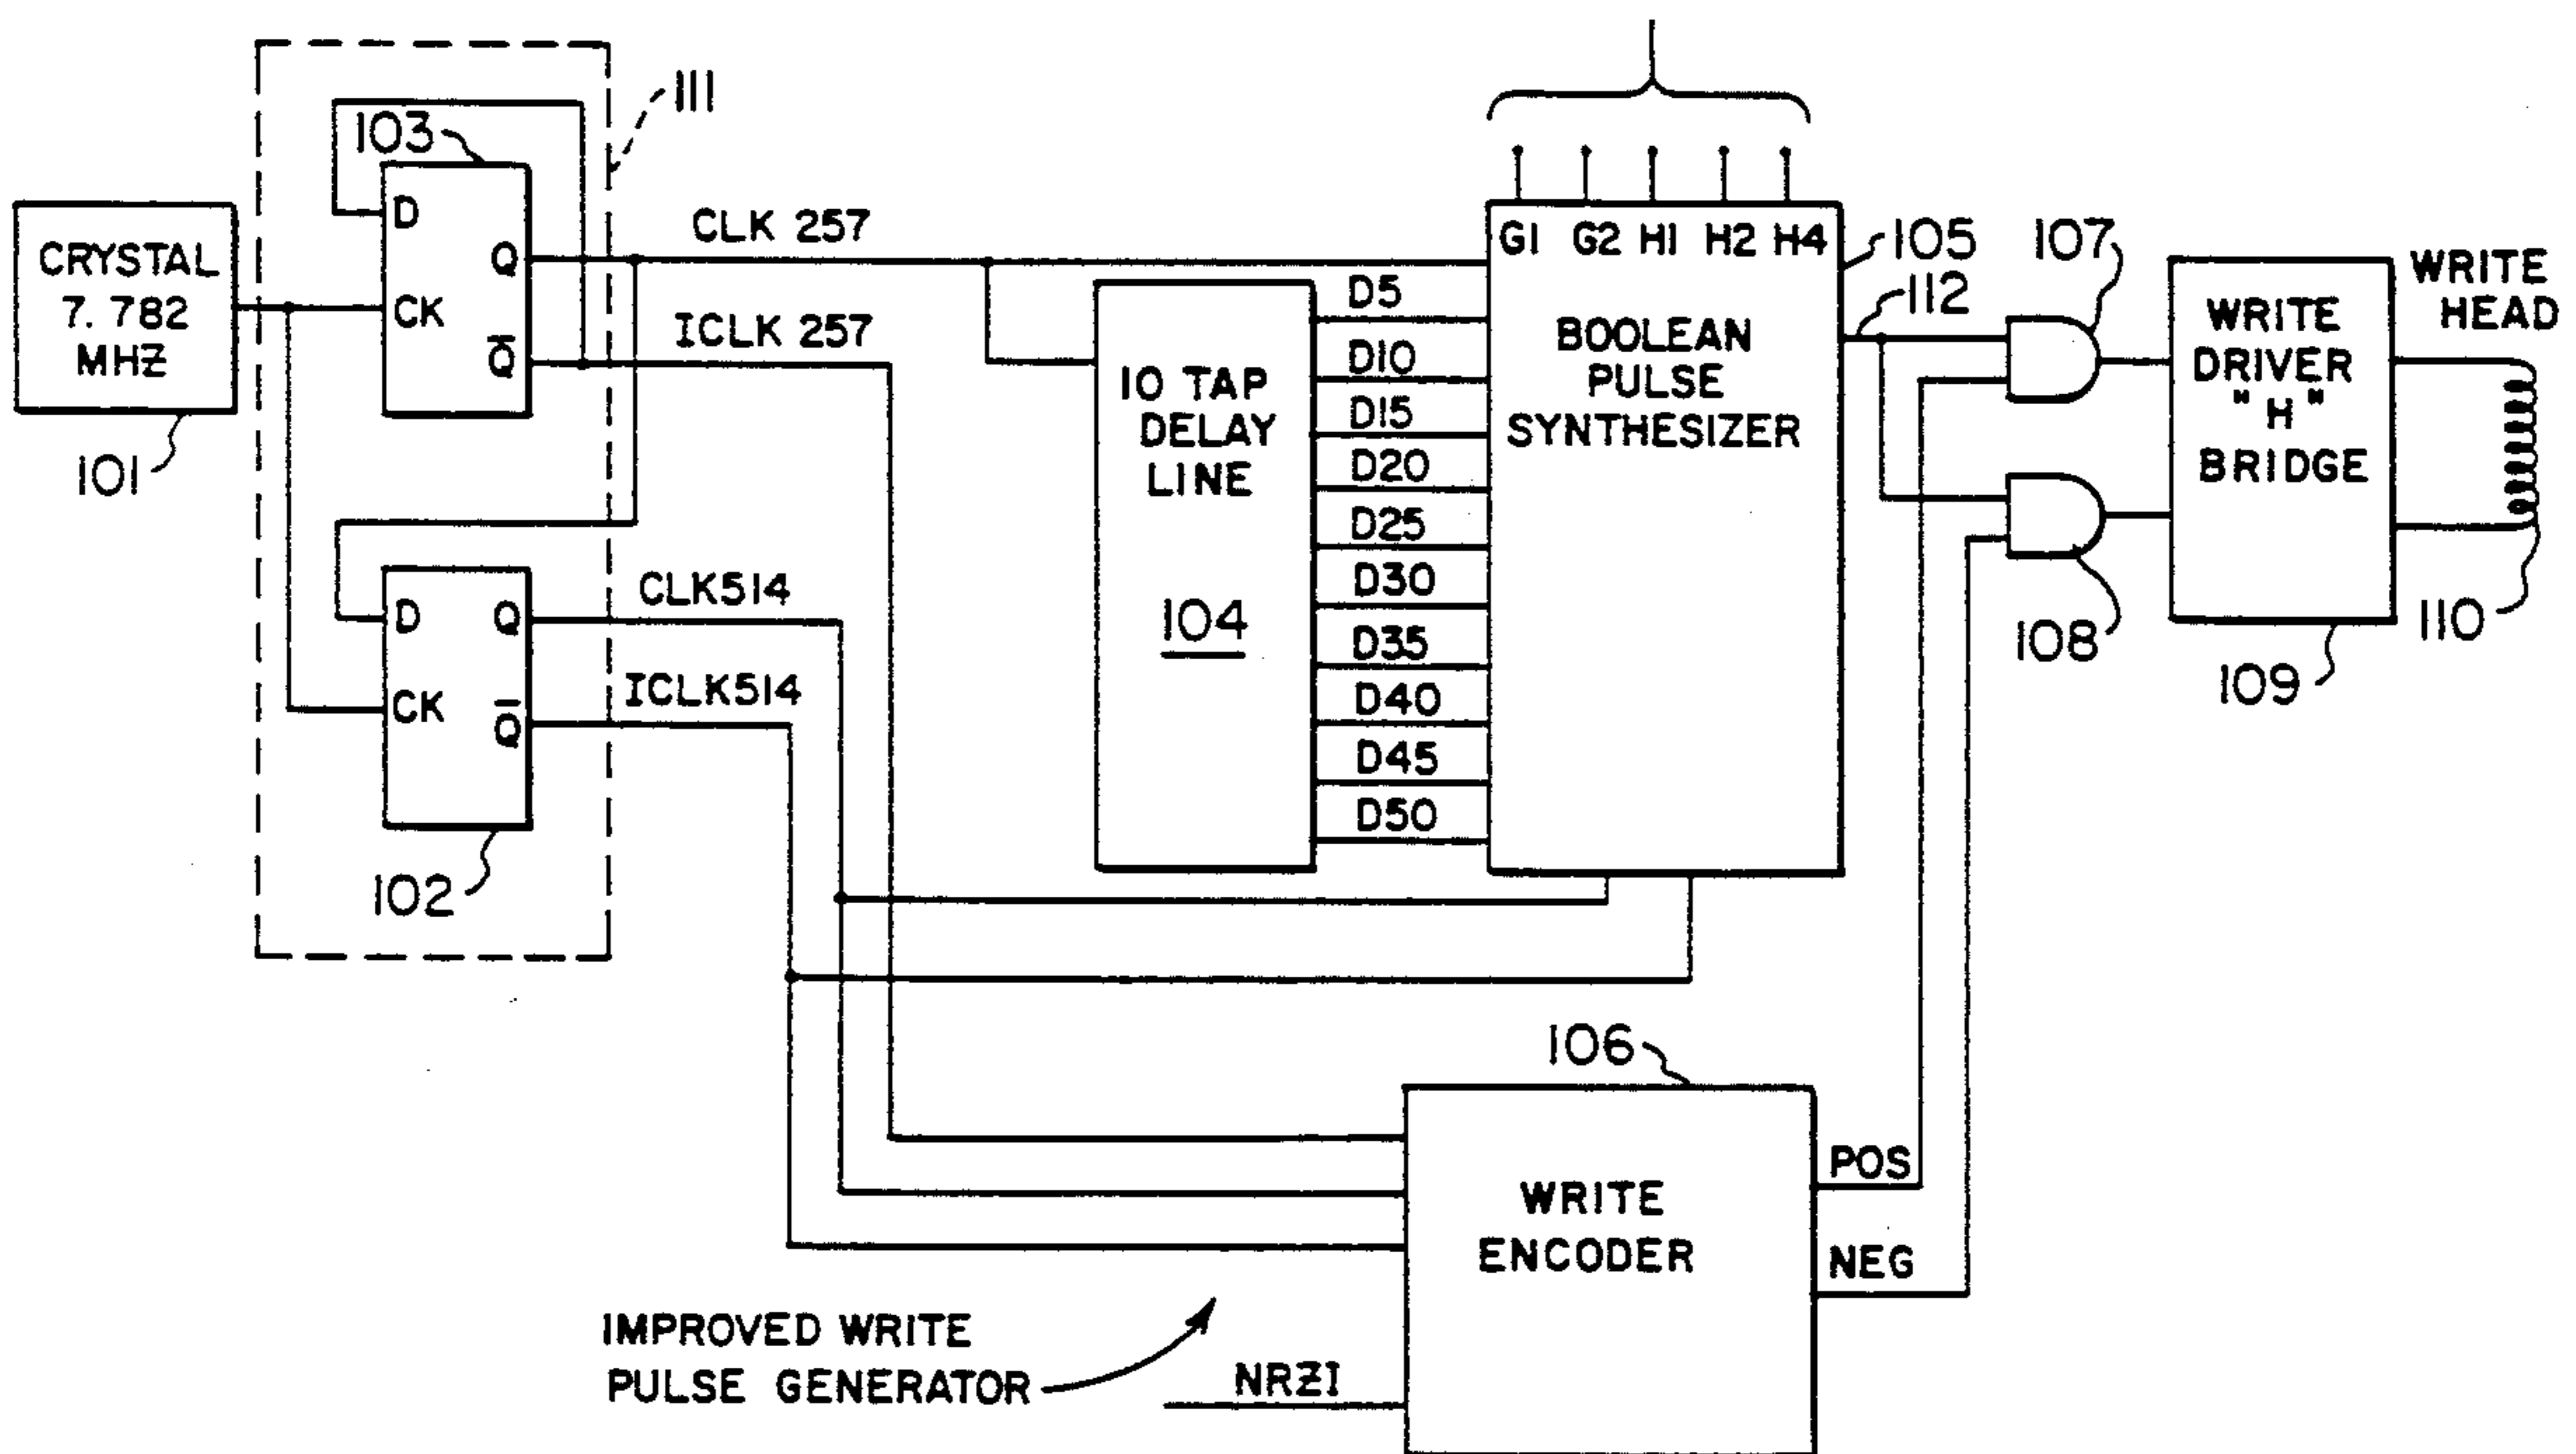 CRYSTAL
7.782
MHZ
101
111
103
D
Q
CK
Q̅
D
Q
CK
Q̅
102
CLK 257
ICLK 257
CLK514
ICLK514
10 TAP
DELAY
LINE
104
D5
D10
D15
D20
D25
D30
D35
D40
D45
D50
G1 G2 H1 H2 H4
BOOLEAN
PULSE
SYNTHESIZER
105
112
107
108
WRITE
DRIVER
"H"
BRIDGE
109
WRITE
HEAD
110
106
WRITE
ENCODER
POS
NEG
IMPROVED WRITE
PULSE GENERATOR
NRZI